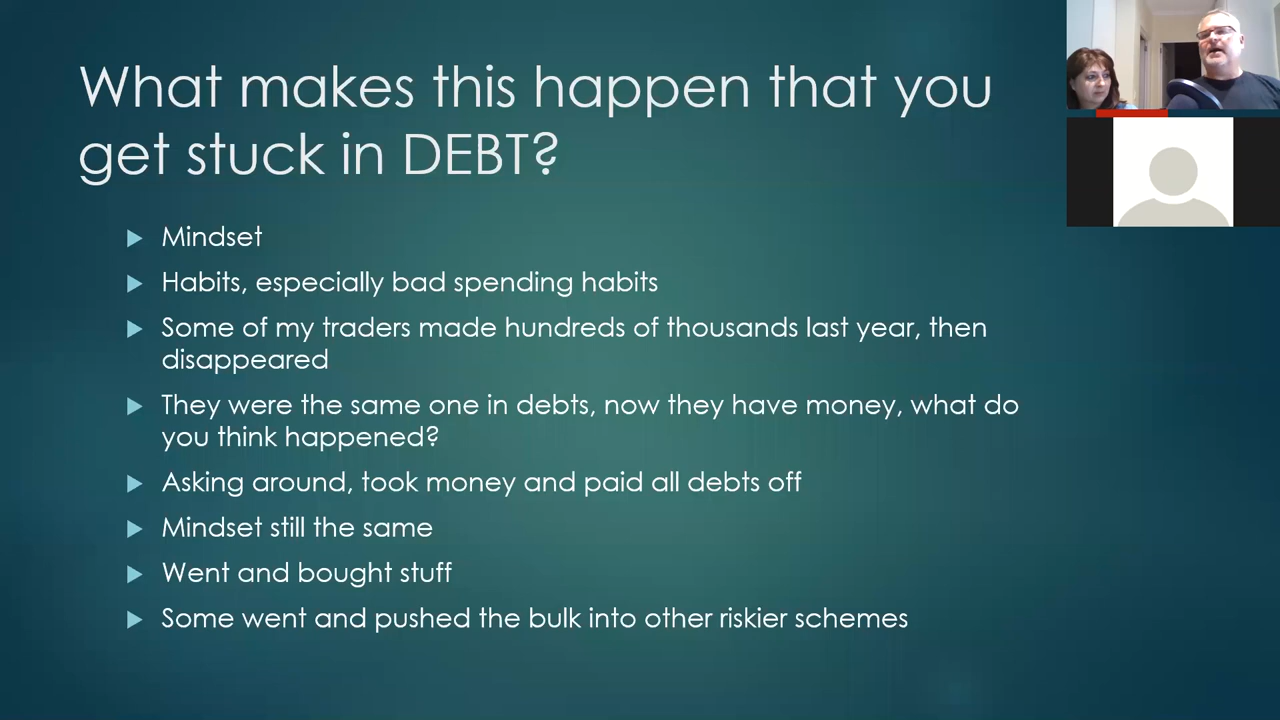 What makes this happen that you
get stuck in DEBT?
Mindset
Habits, especially bad spending habits
Some of my traders made hundreds of thousands last year, then
disappeared
They were the same one in debts, now they have money, what do
you think happened?
Asking around, took money and paid all debts off
Mindset still the same
Went and bought stuff
Some went and pushed the bulk into other riskier schemes